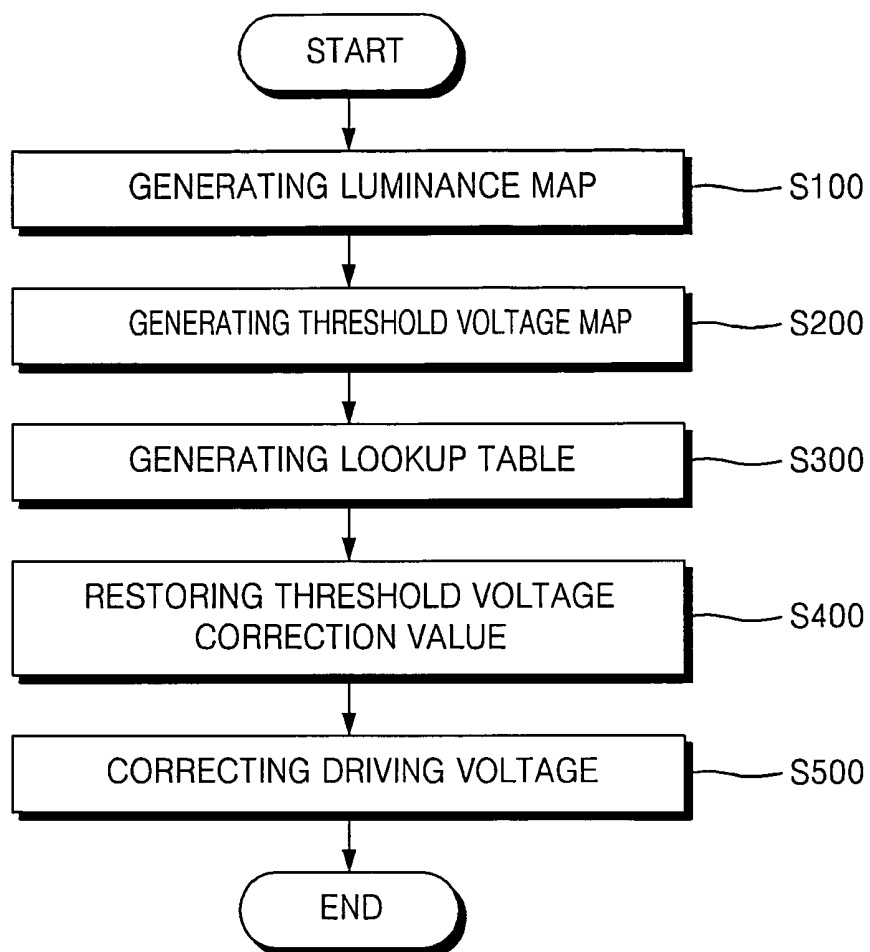 START
GENERATING LUMINANCE MAP
S100
GENERATING THRESHOLD VOLTAGE MAP
S200
GENERATING LOOKUP TABLE
S300
RESTORING THRESHOLD VOLTAGE
CORRECTION VALUE
S400
CORRECTING DRIVING VOLTAGE
S500
END